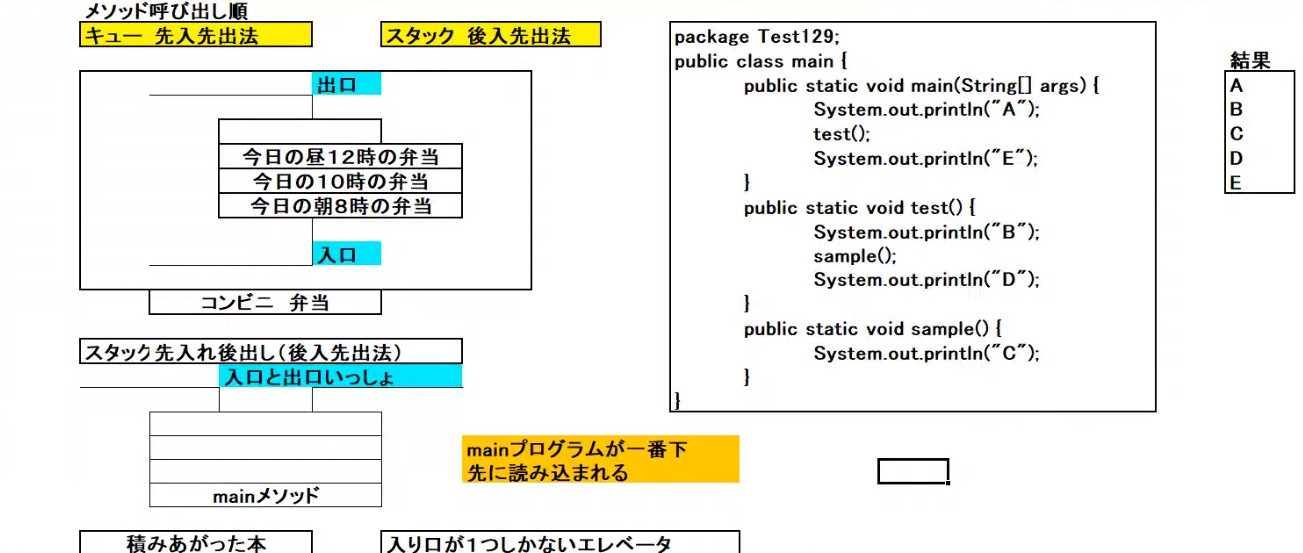 メソッド呼び出し順
キュー 先入先出法
スタック 後入先出法
出口
今日の昼12時の弁当
今日の10時の弁当
今日の朝8時の弁当
入口
コンビニ 弁当
スタック先入れ後出し(後入先出法)
入口と出口いっしょ
mainメソッド
mainプログラムが一番下
先に読み込まれる
積みあがった本
入り口が1つしかないエレベータ
package Test129;
public class main {
public static void main(String[] args) {
System.out.println("A");
test();
System.out.println("E");
}
public static void test() {
System.out.println("B");
sample();
System.out.println("D");
}
public static void sample() {
System.out.println("C");
}
}
結果
A
B
C
D
E